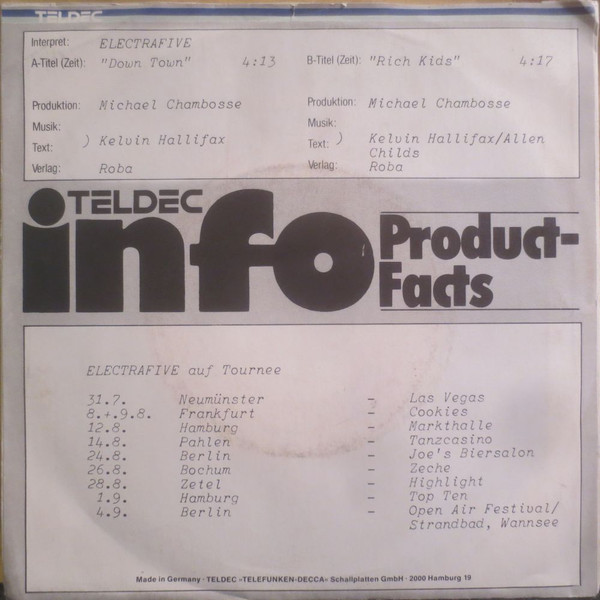 TELDEC
Interpret: ELECTRAFIVE
A-Titel (Zeit): "Down Town" 4:13 B-Titel (Zeit): "Rich Kids" 4:17
Produktion: Michael Chambosse Produktion: Michael Chambosse
Musik: Musik:
Text: ) Kelvin Hallifax Text: ) Kelvin Hallifax/Allen
Childs
Verlag: Roba Verlag: Roba
TELDEC
info Product-
Facts
ELECTRAFIVE auf Tournee
31.7. Neumünster – Las Vegas
8.+.9.8. Frankfurt – Cookies
12.8. Hamburg – Markthalle
14.8. Pahlen – Tanzcasino
24.8. Berlin – Joe's Biersalon
26.8. Bochum – Zeche
28.8. Zetel – Highlight
1.9. Hamburg – Top Ten
4.9. Berlin – Open Air Festival/
Strandbad, Wannsee
Made in Germany · TELDEC »TELEFUNKEN-DECCA« Schallplatten GmbH · 2000 Hamburg 19